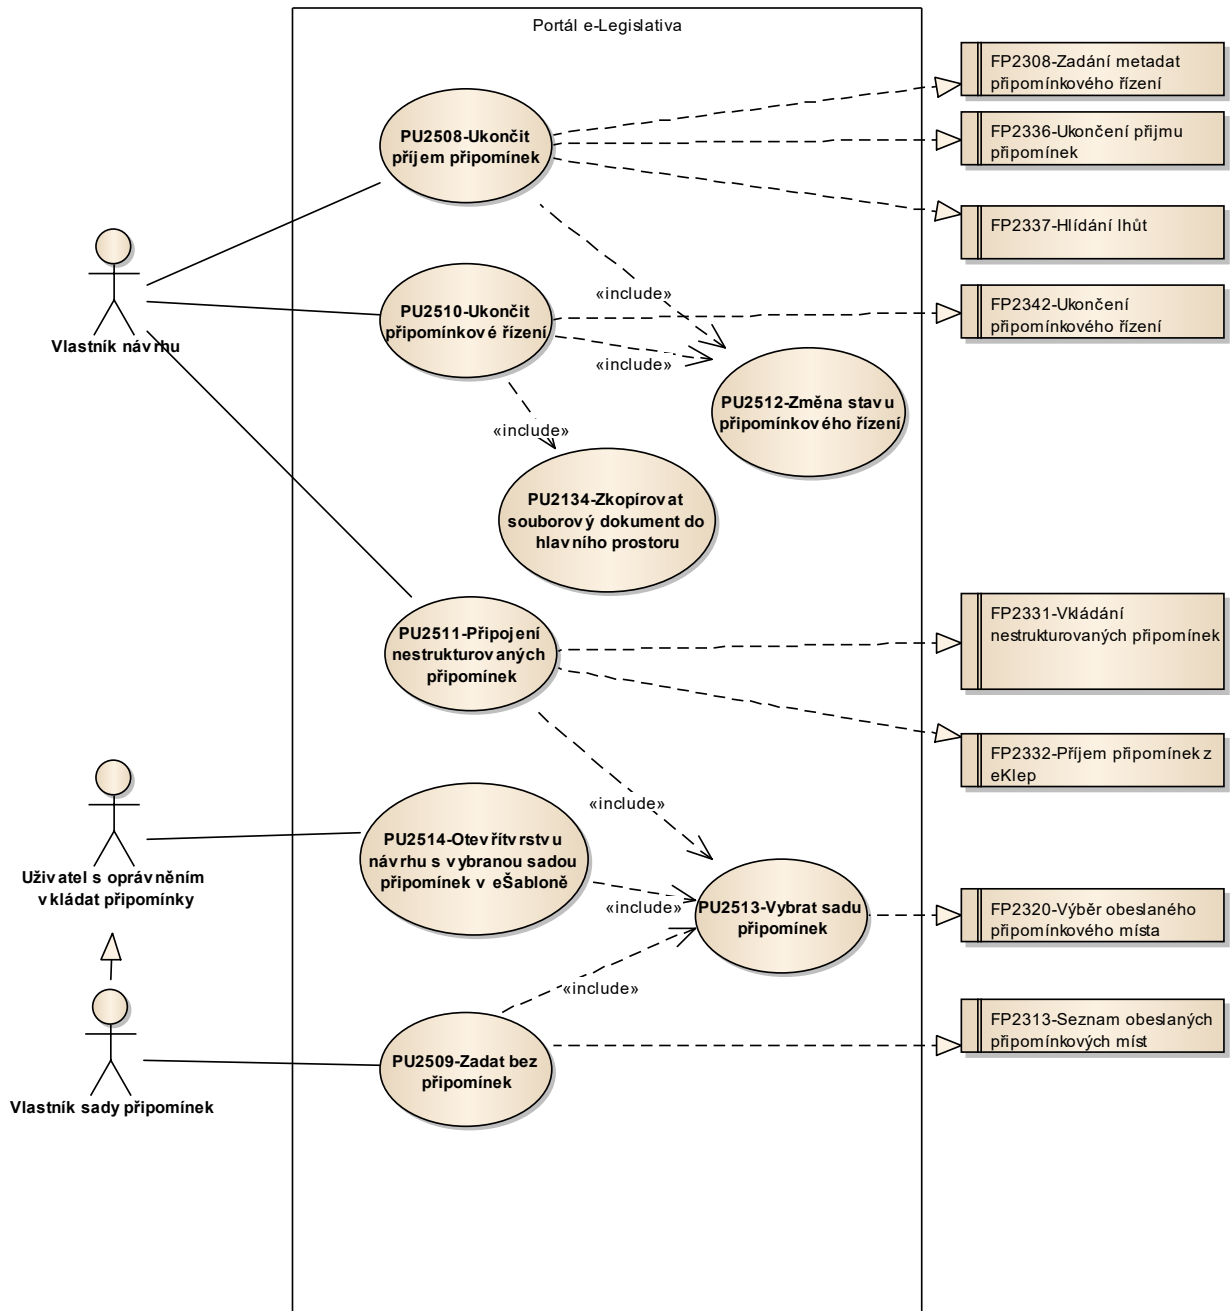 Portál e-Legislativa
FP2308-Zadání metadat
připomínkového řízení
PU2508-Ukončit
příjem připomínek
FP2336-Ukončení přijmu
připomínek
FP2337-Hlídání lhůt
Vlastník návrhu
«include»
PU2510-Ukončit
připomínkové řízení
FP2342-Ukončení
připomínkového řízení
«include»
PU2512-Změna stavu
připomínkového řízení
«include»
PU2134-Zkopírovat
souborový dokument do
hlavního prostoru
PU2511-Připojení
nestrukturovaných
připomínek
FP2331-Vkládání
nestrukturovaných připomínek
FP2332-Příjem připomínek z
eKlep
«include»
Uživatel s oprávněním
vkládat připomínky
PU2514-Otevřítvrstvu
návrhu s vybranou sadou
připomínek v eŠabloně
«include»
PU2513-Vybrat sadu
připomínek
FP2320-Výběr obeslaného
připomínkového místa
«include»
Vlastník sady připomínek
PU2509-Zadat bez
připomínek
FP2313-Seznam obeslaných
připomínkových míst